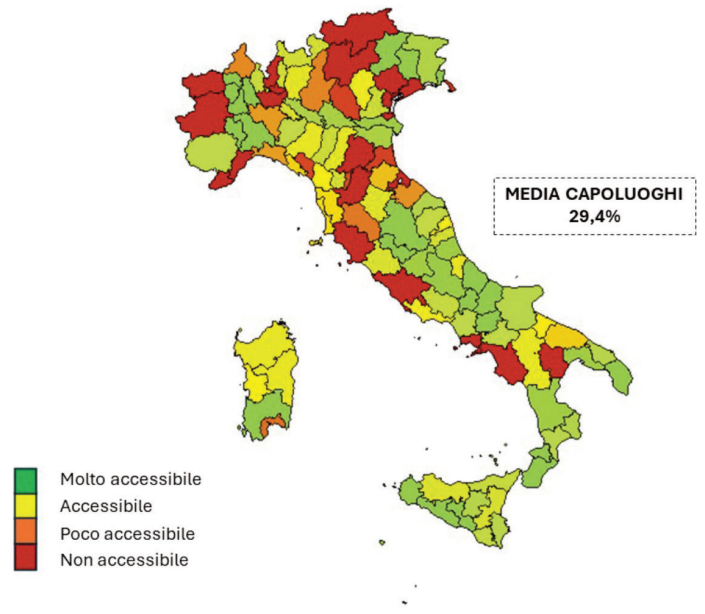 MEDIA CAPOLUOGHI
29,4%
Molto accessibile
Accessibile
Poco accessibile
Non accessibile